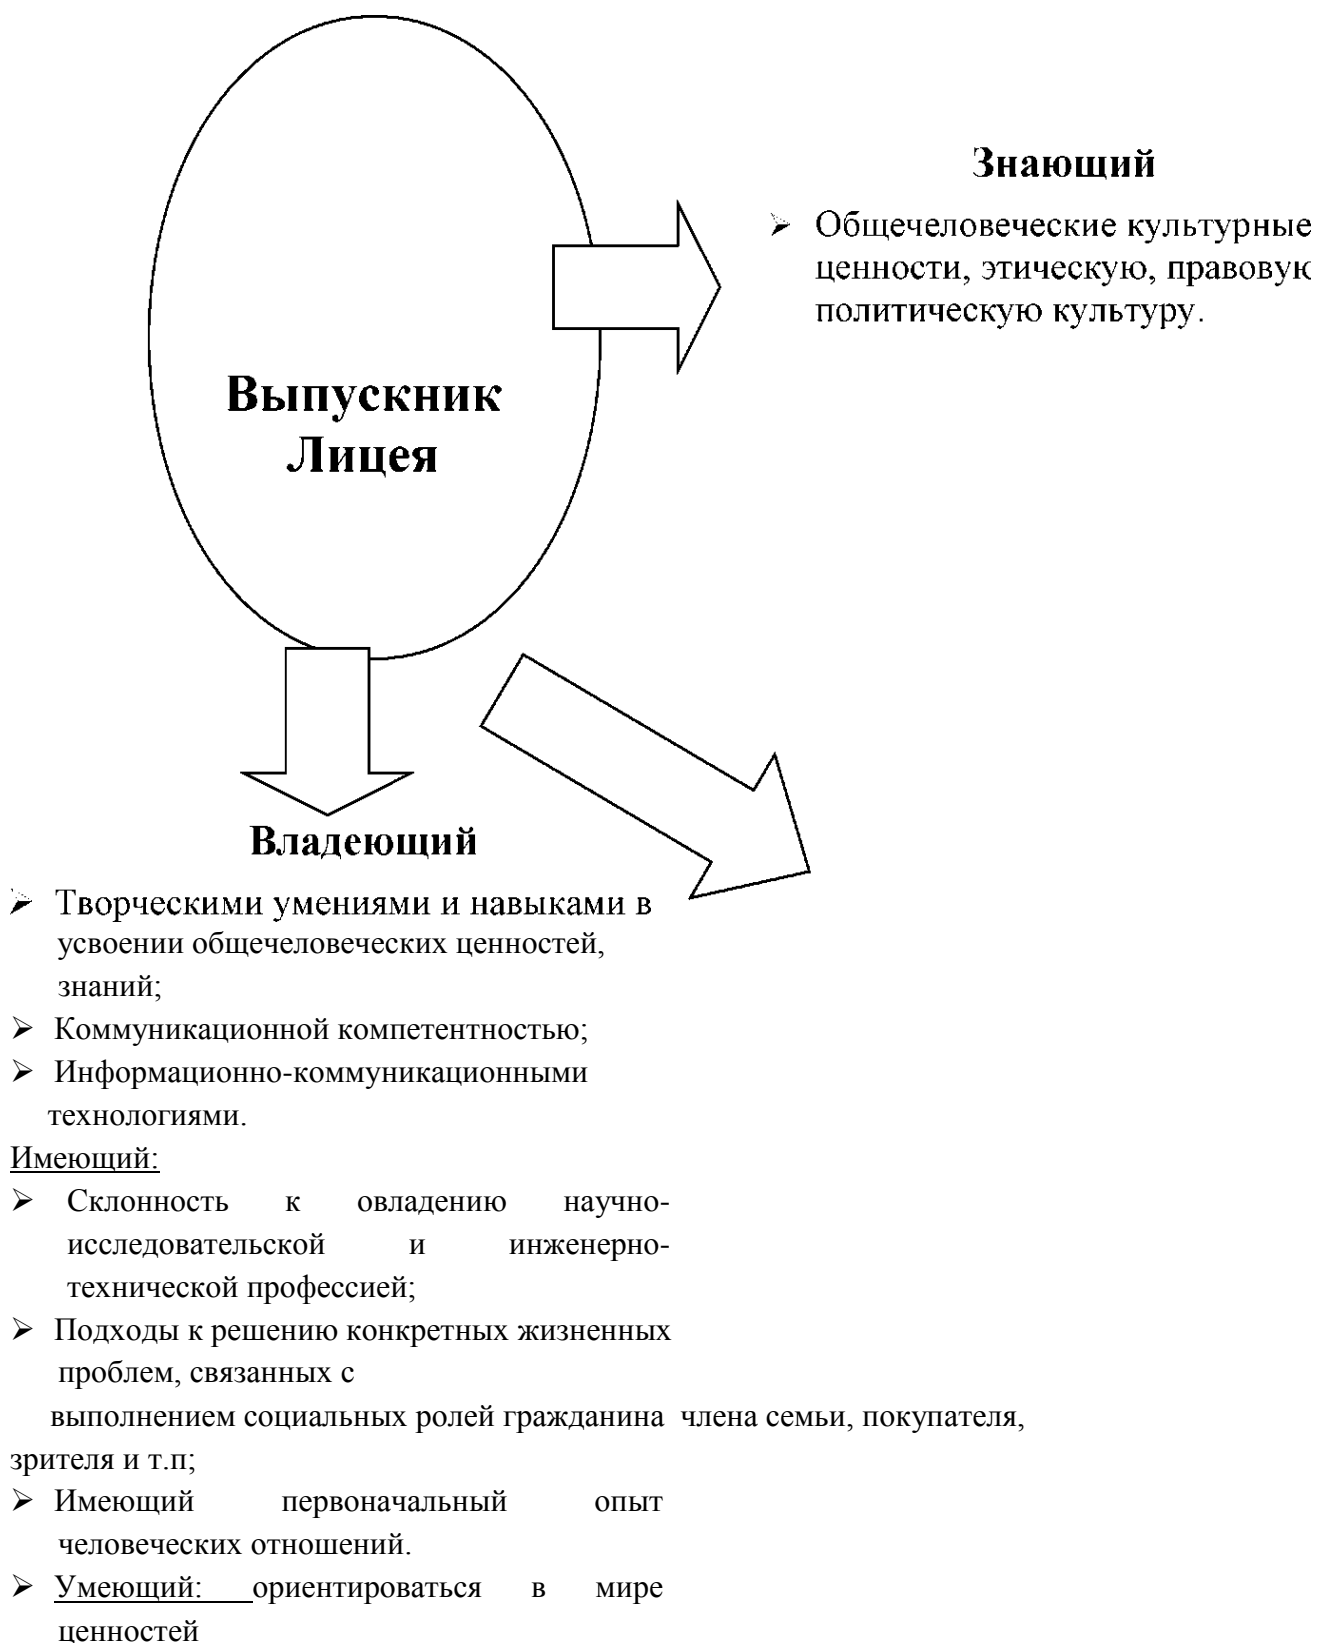 Знающий
➢ Общечеловеческие культурные
ценности, этическую, правовую
политическую культуру.
Выпускник
Лицея
Владеющий
➢ Творческими умениями и навыками в
усвоении общечеловеческих ценностей,
знаний;
➢ Коммуникационной компетентностью;
➢ Информационно-коммуникационными
технологиями.
Имеющий:
➢ Склонность к овладению научно-
исследовательской и инженерно-
технической профессией;
➢ Подходы к решению конкретных жизненных
проблем, связанных с
выполнением социальных ролей гражданина члена семьи, покупателя,
зрителя и т.п;
➢ Имеющий первоначальный опыт
человеческих отношений.
➢ Умеющий: ориентироваться в мире
ценностей